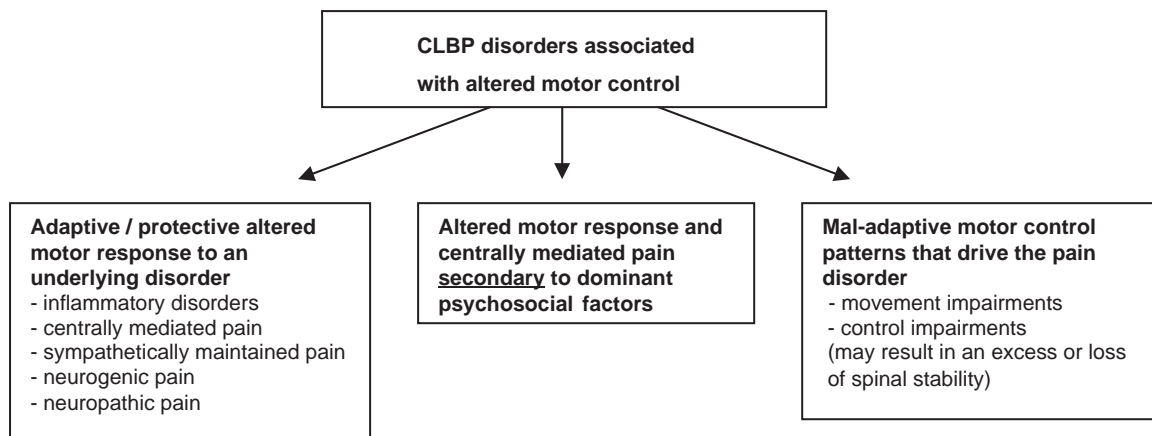 CLBP disorders associated
with altered motor control
Adaptive / protective altered
motor response to an
underlying disorder
- inflammatory disorders
- centrally mediated pain
- sympathetically maintained pain
- neurogenic pain
- neuropathic pain
Altered motor response and
centrally mediated pain
secondary to dominant
psychosocial factors
Mal-adaptive motor control
patterns that drive the pain
disorder
- movement impairments
- control impairments
(may result in an excess or loss
of spinal stability)